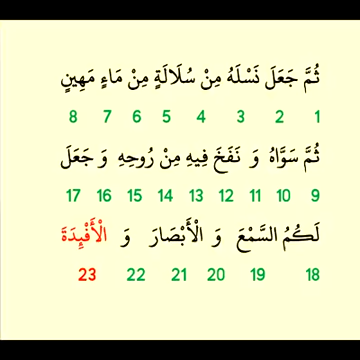 ثُمَّ جَعَلَ نَسْلَهُ مِنْ سُلَالَةٍ مِنْ مَاءٍ مَهِينٍ
1 2 3 4 5 6 7 8
ثُمَّ سَوَّاهُ وَ نَفَخَ فِيهِ مِنْ رُوحِهِ وَ جَعَلَ
9 10 11 12 13 14 15 16 17
لَكُمُ السَّمْعَ وَ الْأَبْصَارَ وَ الْأَفْئِدَةَ
18 19 20 21 22 23